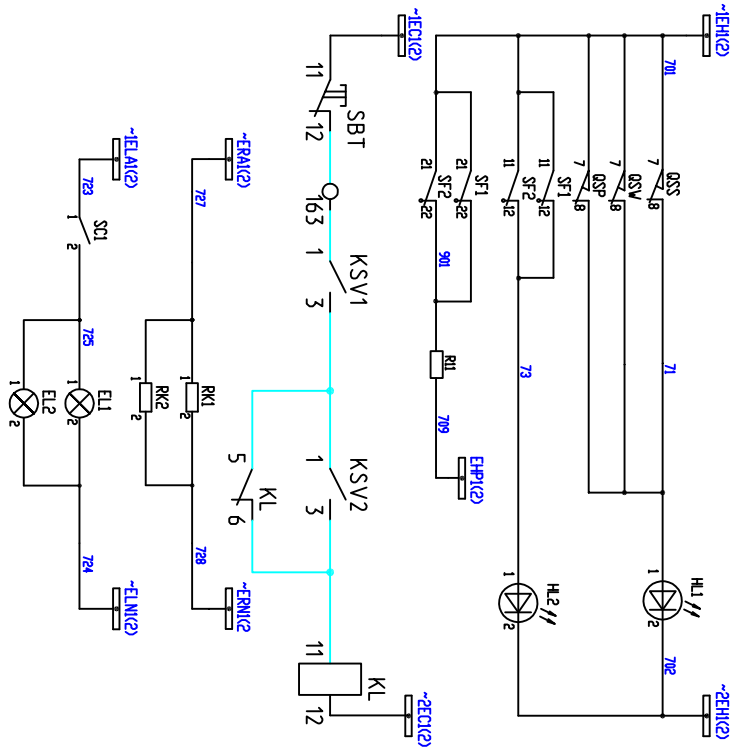 ~1EH1(2)
701
7
QSS
8
71
1
HL1
2
702
~2EH1(2)
7
QSW
8
7
QSP
8
11
SF1
12
11
SF2
12
73
1
HL2
2
21
SF1
22
21
SF2
22
901
R11
709
EHP1(2)
~1EC1(2)
11
SBT
12
163
1
KSV1
3
1
KSV2
3
5
KL
6
11
KL
12
~2EC1(2)
~ERA1(2)
727
1
RK1
2
1
RK2
2
728
~ERN1(2
~1ELA1(2)
723
1
SC1
2
725
1
EL1
2
1
EL2
2
724
~ELN1(2)